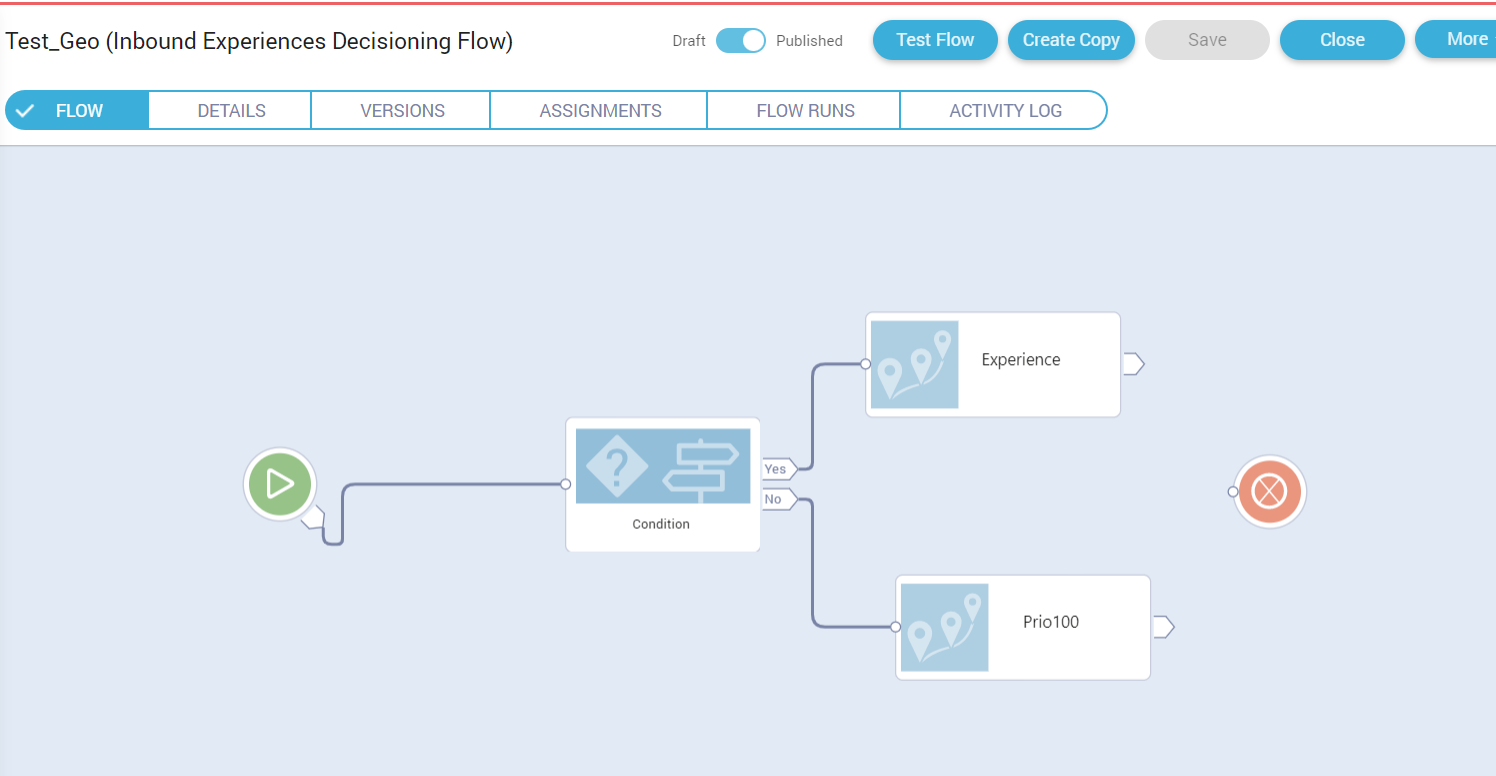 Test_Geo (Inbound Experiences Decisioning Flow)
Draft
Published
Test Flow
Create Copy
Save
Close
More
FLOW
DETAILS
VERSIONS
ASSIGNMENTS
FLOW RUNS
ACTIVITY LOG
Experience
Yes
No
Condition
Prio100